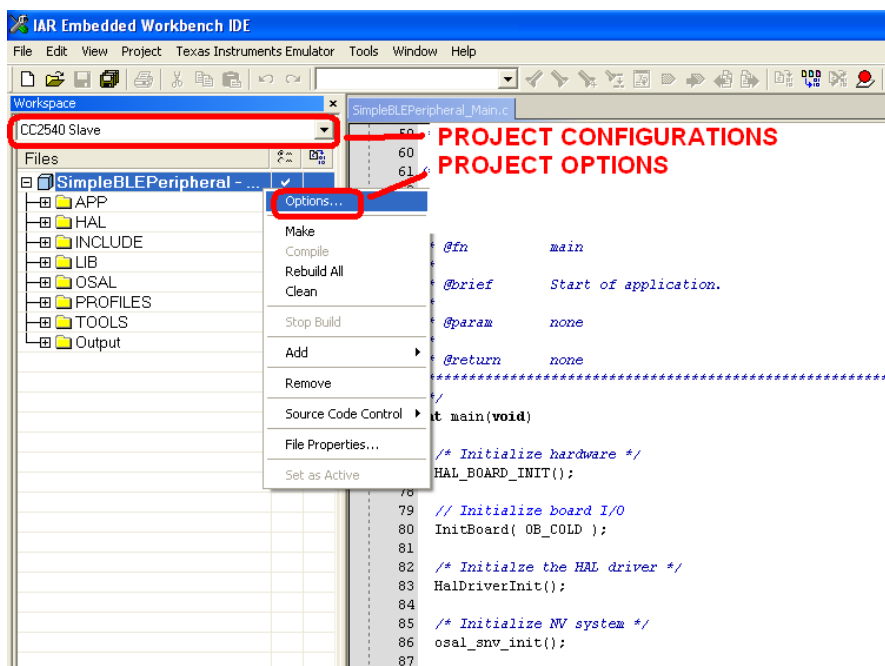 IAR Embedded Workbench IDE
File Edit View Project Texas Instruments Emulator Tools Window Help
Workspace
SimpleBLEPeripheral_Main.c
CC2540 Slave
PROJECT CONFIGURATIONS
Files
PROJECT OPTIONS
59
60
61
SimpleBLEPeripheral - ...
APP
HAL
INCLUDE
LIB
OSAL
PROFILES
TOOLS
Output
Options...
Make
Compile
Rebuild All
Clean
Stop Build
Add
Remove
Source Code Control
File Properties...
Set as Active
* @fn main
*
* @brief Start of application.
*
* @param none
*
* @return none
**************************************************
*/
nt main(void)
/* Initialize hardware */
HAL_BOARD_INIT();
78
79 // Initialize board I/O
80 InitBoard( OB_COLD );
81
82 /* Initialze the HAL driver */
83 HalDriverInit();
84
85 /* Initialize NV system */
86 osal_snv_init();
87